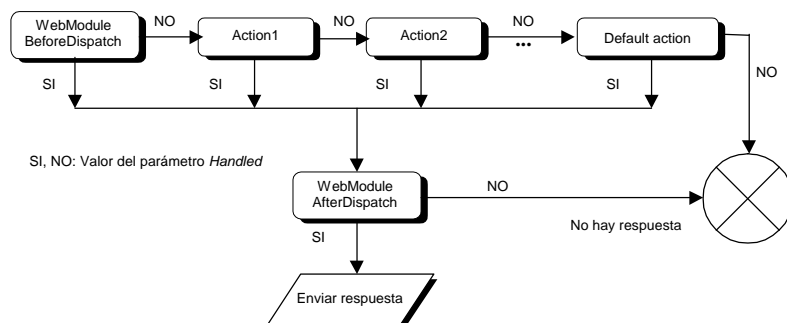 WebModule
BeforeDispatch
NO
Action1
NO
Action2
NO
...
Default action
NO
SI
SI
SI
SI
SI, NO: Valor del parámetro Handled
WebModule
AfterDispatch
NO
No hay respuesta
SI
Enviar respuesta